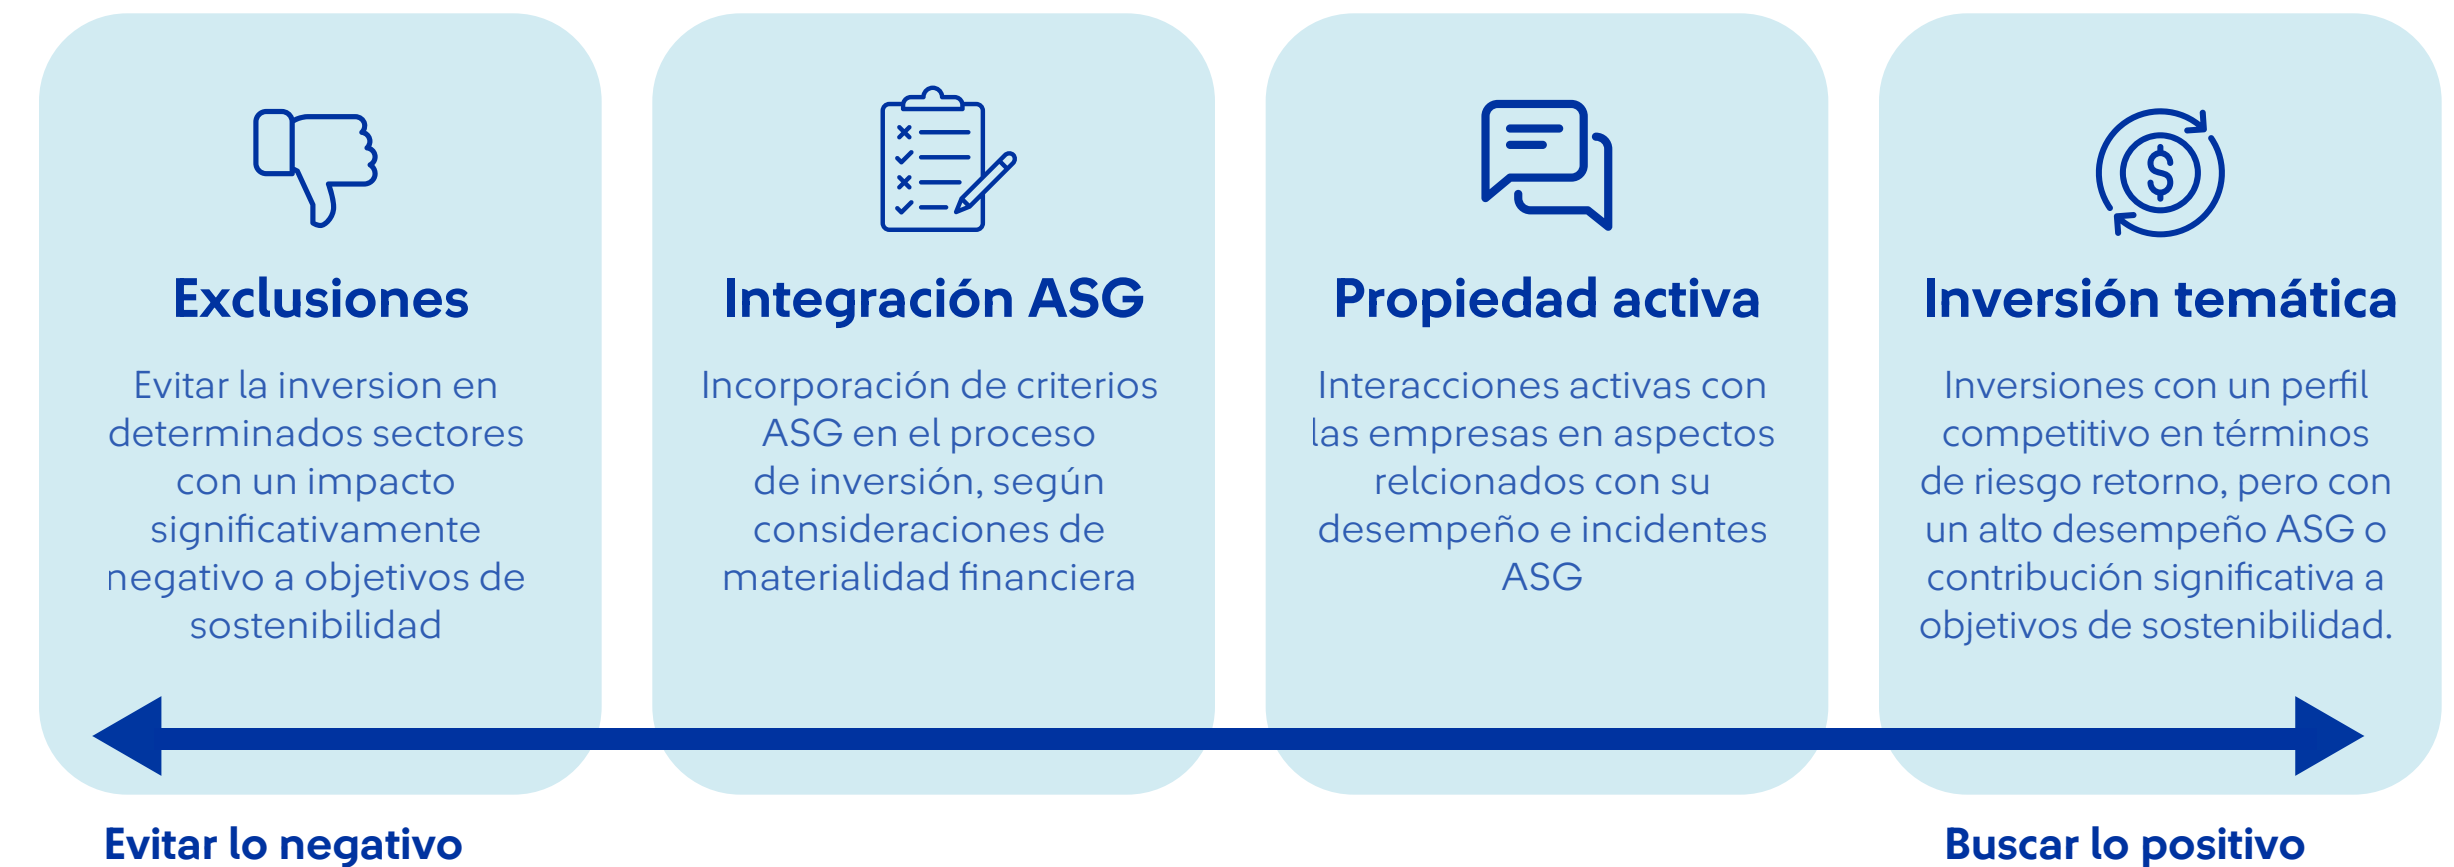 Exclusiones
Evitar la inversion en
determinados sectores
con un impacto
significativamente
negativo a objetivos de
sostenibilidad
Integración ASG
Incorporación de criterios
ASG en el proceso
de inversión, según
consideraciones de
materialidad financiera
Propiedad activa
Interacciones activas con
las empresas en aspectos
relcionados con su
desempeño e incidentes
ASG
Inversión temática
Inversiones con un perfil
competitivo en términos
de riesgo retorno, pero con
un alto desempeño ASG o
contribución significativa a
objetivos de sostenibilidad.
Evitar lo negativo
Buscar lo positivo